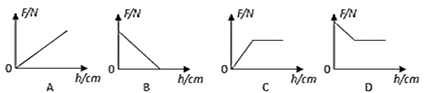 F/N F/N F/N F/N
0 h/cm 0 h/cm 0 h/cm 0 h/cm
A B C D